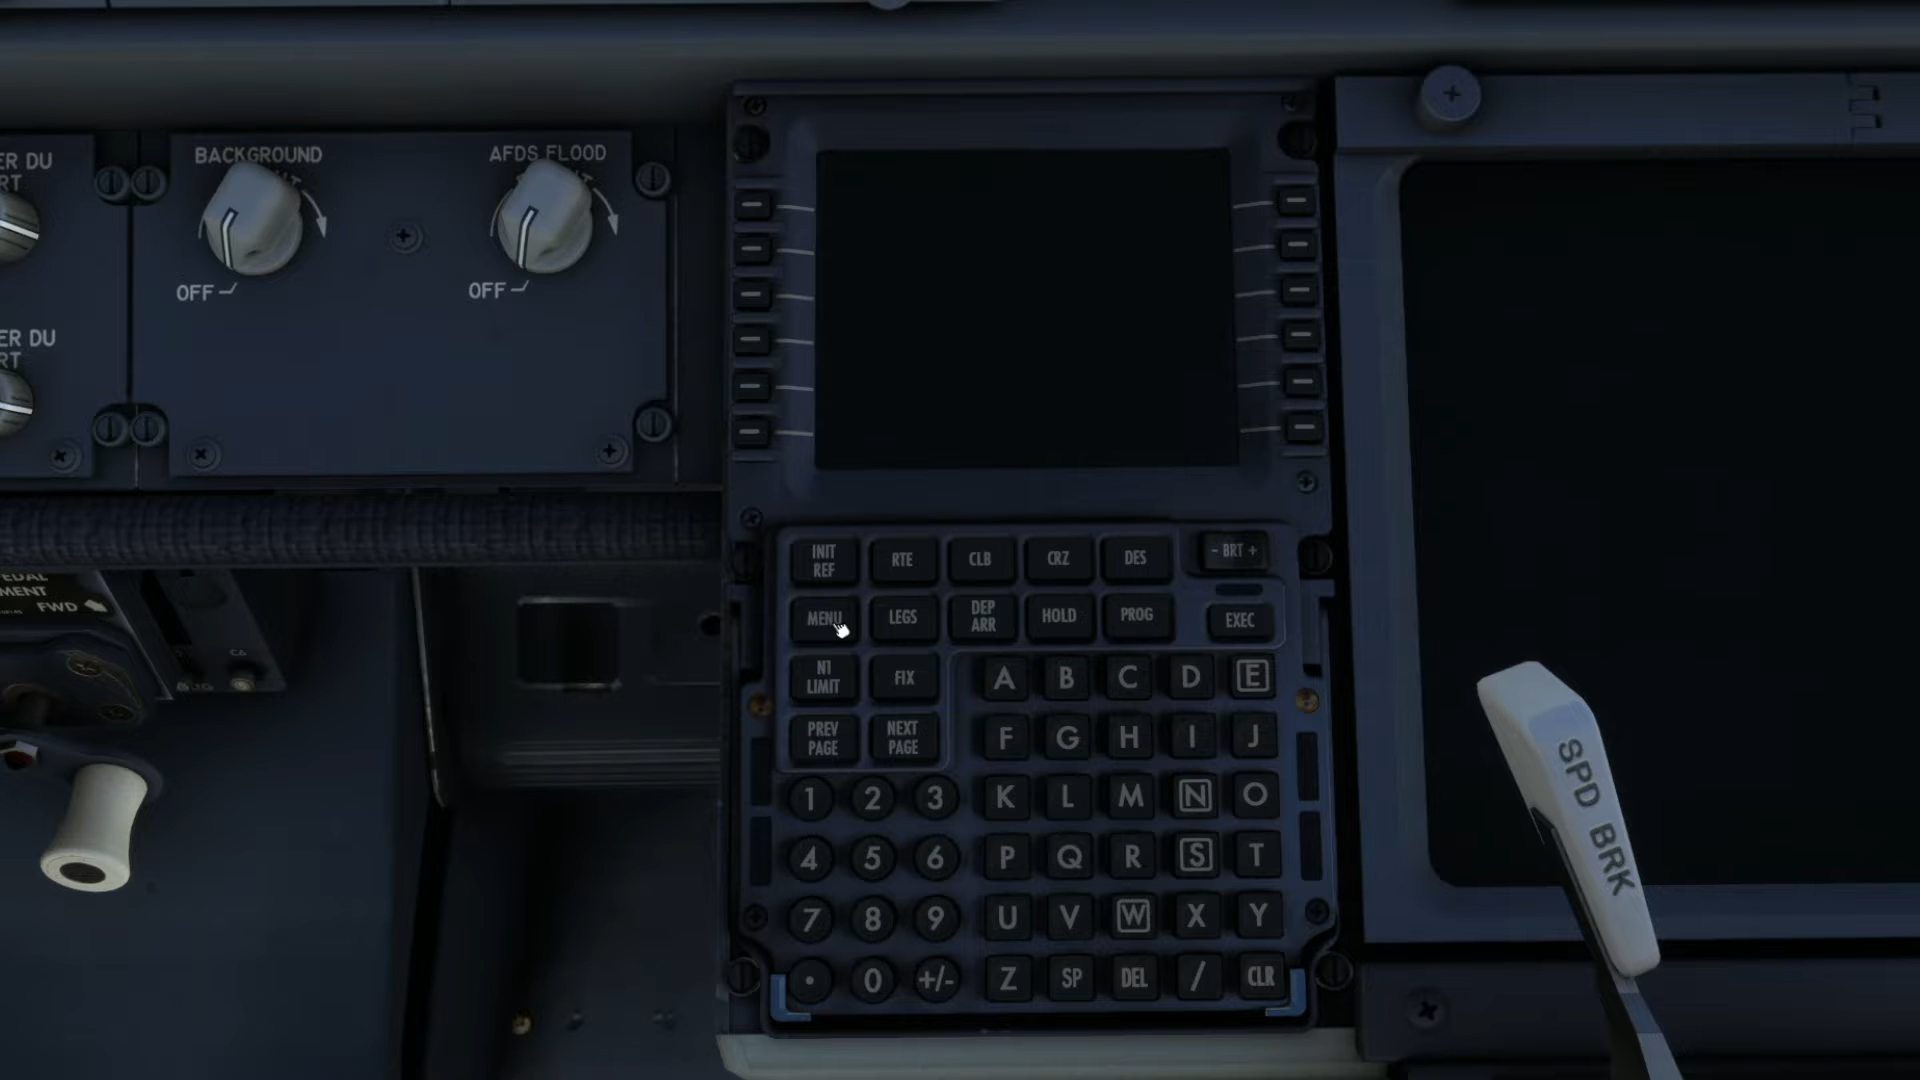 ER DU
RT
BACKGROUND
AFDS FLOOD
OFF
OFF
ER DU
RT
INIT REF
RTE
CLB
CRZ
DES
- BRT +
MENU
LEGS
DEP ARR
HOLD
PROG
EXEC
N1 LIMIT
FIX
A B C D E
PREV PAGE
NEXT PAGE
F G H I J
1 2 3 K L M N O
4 5 6 P Q R S T
7 8 9 U V W X Y
. 0 +/- Z SP DEL / CLR
EDAL
MENT
FWD
SPD BRK